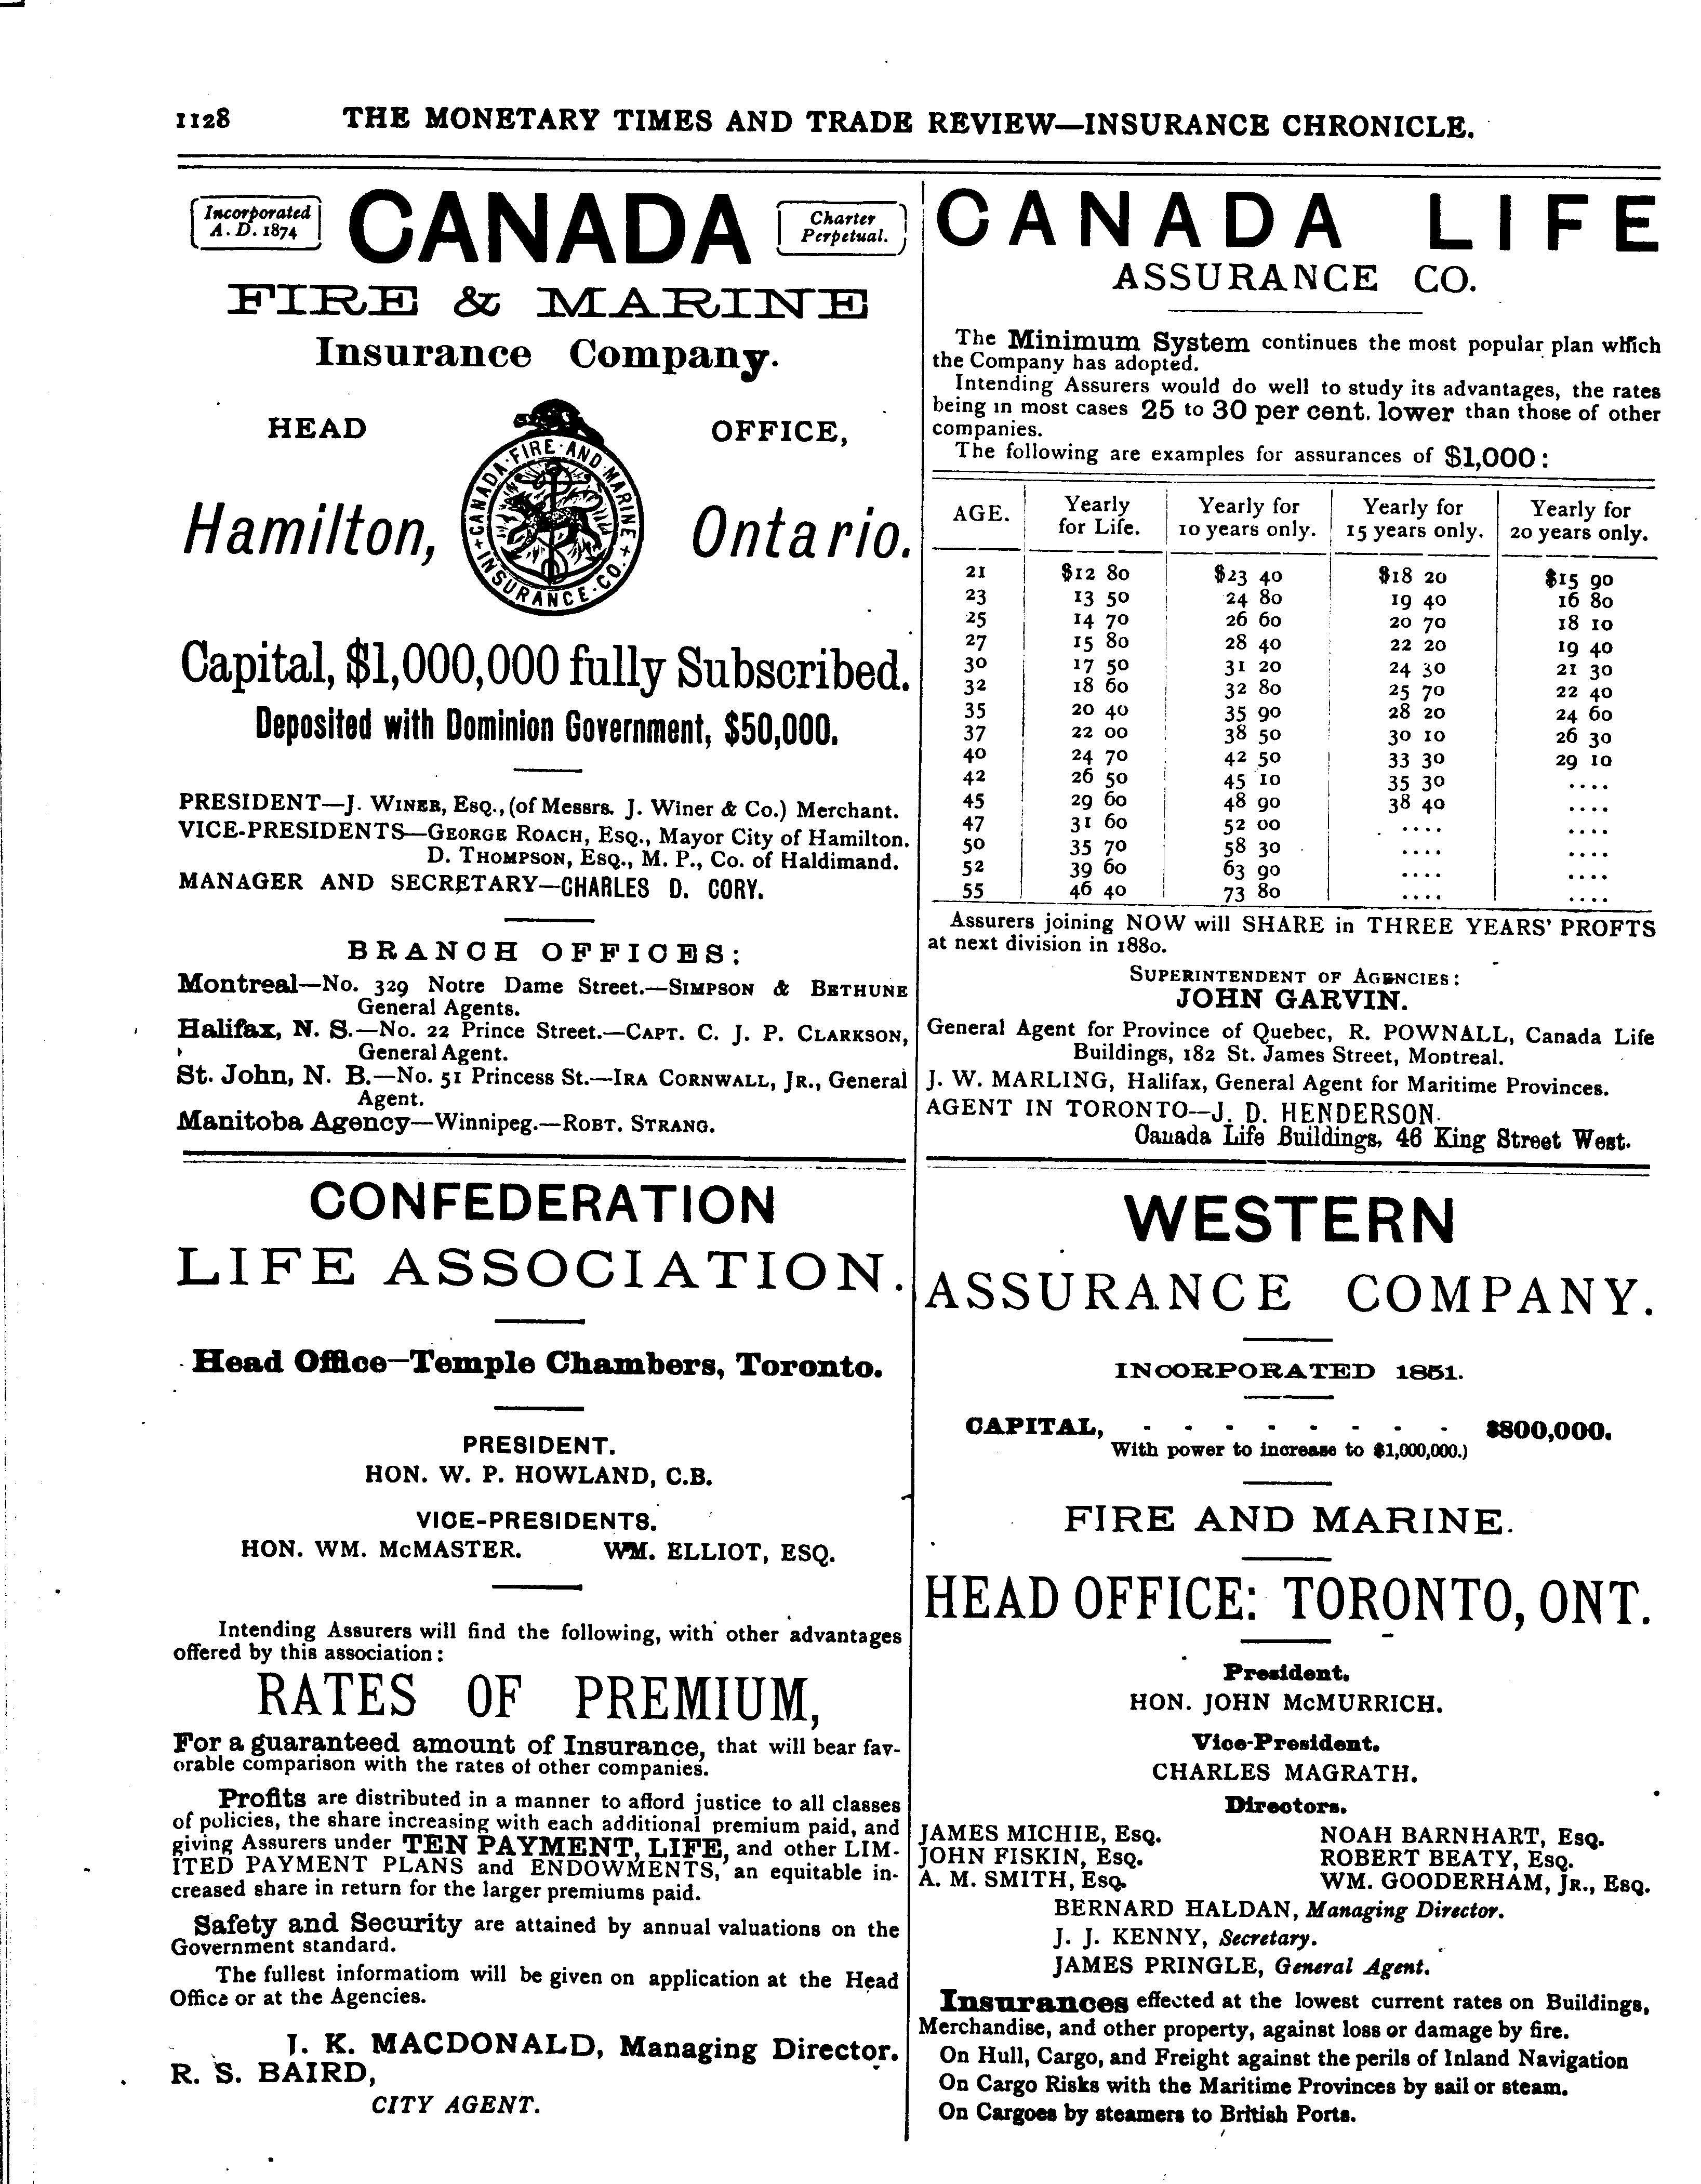 1128 THE MONETARY TIMES AND TRADE REVIEW—INSURANCE CHRONICLE.
Incorporated
A. D. 1874
CANADA
Charter
Perpetual.
FIRE & MARINE
Insurance Company.
HEAD OFFICE,
CANADA·FIRE·AND·MARINE + INSURANCE·CO. +
Hamilton, Ontario.
Capital, $1,000,000 fully Subscribed.
Deposited with Dominion Government, $50,000.
PRESIDENT—J. WINER, ESQ., (of Messrs. J. Winer & Co.) Merchant.
VICE-PRESIDENTS—GEORGE ROACH, ESQ., Mayor City of Hamilton.
D. THOMPSON, ESQ., M. P., Co. of Haldimand.
MANAGER AND SECRETARY—CHARLES D. CORY.
BRANCH OFFICES:
Montreal—No. 329 Notre Dame Street.—SIMPSON & BETHUNE
General Agents.
Halifax, N. S.—No. 22 Prince Street.—CAPT. C. J. P. CLARKSON,
General Agent.
St. John, N. B.—No. 51 Princess St.—IRA CORNWALL, JR., General
Agent.
Manitoba Agency—Winnipeg.—ROBT. STRANG.
CANADA LIFE
ASSURANCE CO.
The Minimum System continues the most popular plan which
the Company has adopted.
Intending Assurers would do well to study its advantages, the rates
being in most cases 25 to 30 per cent. lower than those of other
companies.
The following are examples for assurances of $1,000:
AGE. Yearly for Life. Yearly for 10 years only. Yearly for 15 years only. Yearly for 20 years only.
21 $12 80 $23 40 $18 20 $15 90
23 13 50 24 80 19 40 16 80
25 14 70 26 60 20 70 18 10
27 15 80 28 40 22 20 19 40
30 17 50 31 20 24 30 21 30
32 18 60 32 80 25 70 22 40
35 20 40 35 90 28 20 24 60
37 22 00 38 50 30 10 26 30
40 24 70 42 50 33 30 29 10
42 26 50 45 10 35 30 ....
45 29 60 48 90 38 40 ....
47 31 60 52 00 .... ....
50 35 70 58 30 .... ....
52 39 60 63 90 .... ....
55 46 40 73 80 .... ....
Assurers joining NOW will SHARE in THREE YEARS' PROFTS
at next division in 1880.
SUPERINTENDENT OF AGENCIES:
JOHN GARVIN.
General Agent for Province of Quebec, R. POWNALL, Canada Life
Buildings, 182 St. James Street, Montreal.
J. W. MARLING, Halifax, General Agent for Maritime Provinces.
AGENT IN TORONTO—J. D. HENDERSON.
Canada Life Buildings, 46 King Street West.
CONFEDERATION
LIFE ASSOCIATION.
Head Office—Temple Chambers, Toronto.
PRESIDENT.
HON. W. P. HOWLAND, C.B.
VICE-PRESIDENTS.
HON. WM. McMASTER. WM. ELLIOT, ESQ.
Intending Assurers will find the following, with other advantages
offered by this association:
RATES OF PREMIUM,
For a guaranteed amount of Insurance, that will bear fav-
orable comparison with the rates of other companies.
Profits are distributed in a manner to afford justice to all classes
of policies, the share increasing with each additional premium paid, and
giving Assurers under TEN PAYMENT, LIFE, and other LIM-
ITED PAYMENT PLANS and ENDOWMENTS, an equitable in-
creased share in return for the larger premiums paid.
Safety and Security are attained by annual valuations on the
Government standard.
The fullest informatiom will be given on application at the Head
Office or at the Agencies.
J. K. MACDONALD, Managing Director.
R. S. BAIRD,
CITY AGENT.
WESTERN
ASSURANCE COMPANY.
INCORPORATED 1851.
CAPITAL, - - - - - - - - $800,000.
With power to increase to $1,000,000.)
FIRE AND MARINE.
HEAD OFFICE: TORONTO, ONT.
President.
HON. JOHN McMURRICH.
Vice-President.
CHARLES MAGRATH.
Directors.
JAMES MICHIE, ESQ. NOAH BARNHART, ESQ.
JOHN FISKIN, ESQ. ROBERT BEATY, ESQ.
A. M. SMITH, ESQ. WM. GOODERHAM, JR., ESQ.
BERNARD HALDAN, Managing Director.
J. J. KENNY, Secretary.
JAMES PRINGLE, General Agent.
Insurances effected at the lowest current rates on Buildings,
Merchandise, and other property, against loss or damage by fire.
On Hull, Cargo, and Freight against the perils of Inland Navigation
On Cargo Risks with the Maritime Provinces by sail or steam.
On Cargoes by steamers to British Ports.